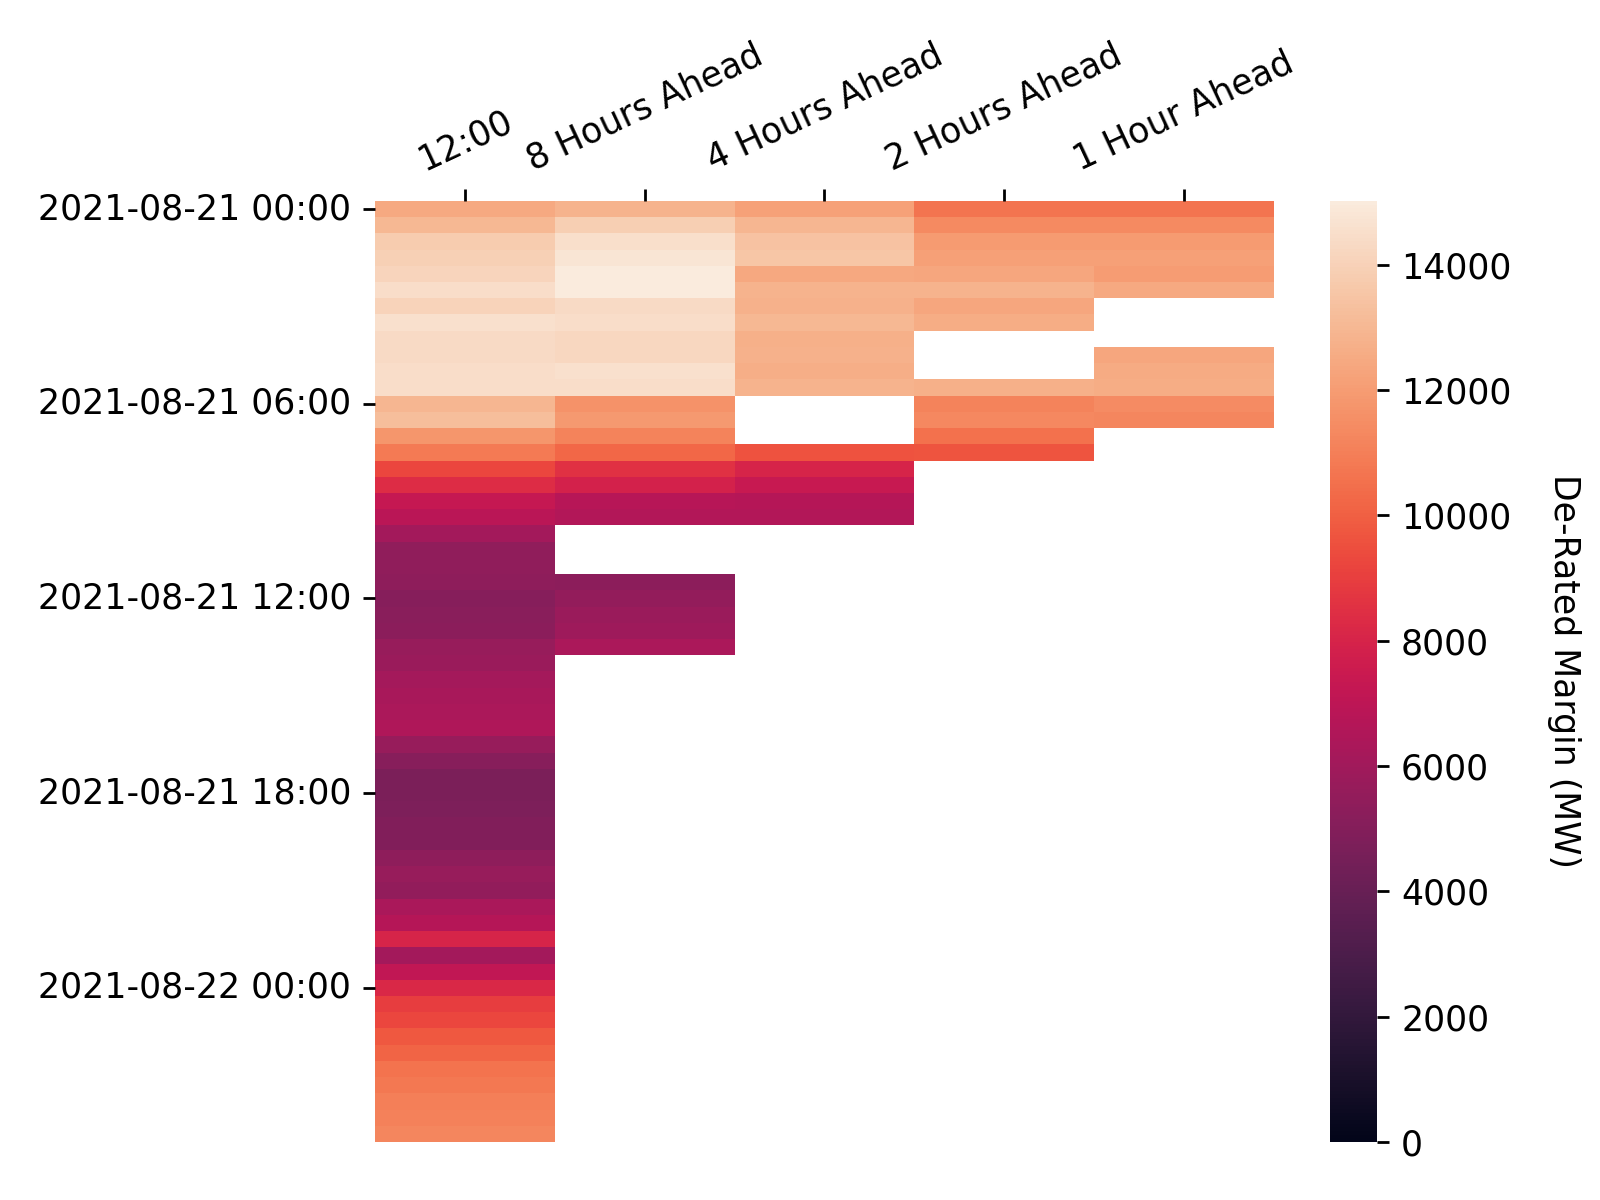 12:00
8 Hours Ahead
4 Hours Ahead
2 Hours Ahead
1 Hour Ahead
2021-08-21 00:00
2021-08-21 06:00
2021-08-21 12:00
2021-08-21 18:00
2021-08-22 00:00
14000
12000
10000
8000
6000
4000
2000
0
De-Rated Margin (MW)